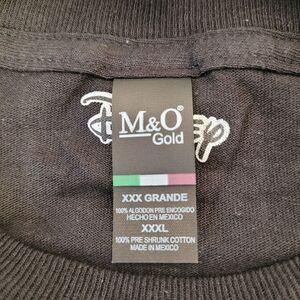 M&O®
Gold
XXX GRANDE
100% ALGODON PRE ENCOGIDO
HECHO EN MEXICO
XXXL
100% PRE SHRUNK COTTON
MADE IN MEXICO